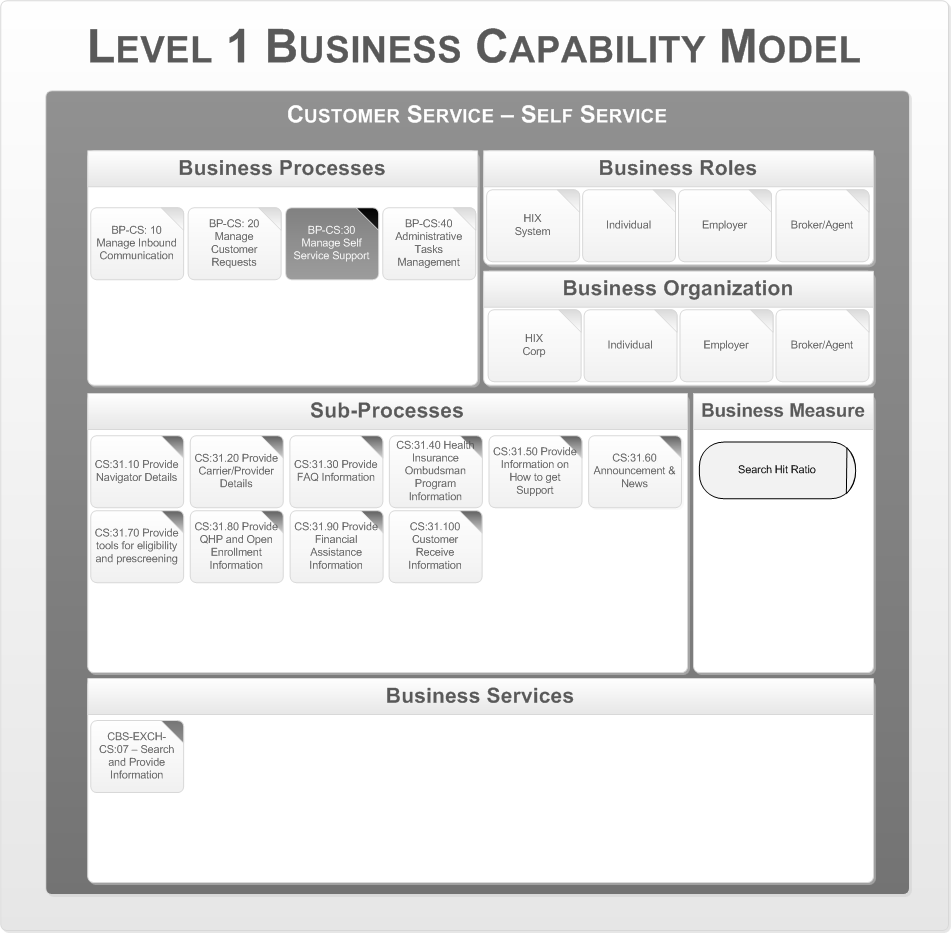 LEVEL 1 BUSINESS CAPABILITY MODEL
CUSTOMER SERVICE – SELF SERVICE
Business Processes
BP-CS: 10
Manage Inbound
Communication
BP-CS: 20
Manage
Customer
Requests
BP-CS:30
Manage Self
Service Support
BP-CS:40
Administrative
Tasks
Management
Business Roles
HIX
System
Individual
Employer
Broker/Agent
Business Organization
HIX
Corp
Individual
Employer
Broker/Agent
Sub-Processes
CS:31.10 Provide
Navigator Details
CS:31.20 Provide
Carrier/Provider
Details
CS:31.30 Provide
FAQ Information
CS:31.40 Health
Insurance
Ombudsman
Program
Information
CS:31.50 Provide
Information on
How to get
Support
CS:31.60
Announcement &
News
CS:31.70 Provide
tools for eligibility
and prescreening
CS:31.80 Provide
QHP and Open
Enrollment
Information
CS:31.90 Provide
Financial
Assistance
Information
CS:31.100
Customer
Receive
Information
Business Measure
Search Hit Ratio
Business Services
CBS-EXCH-
CS:07 – Search
and Provide
Information